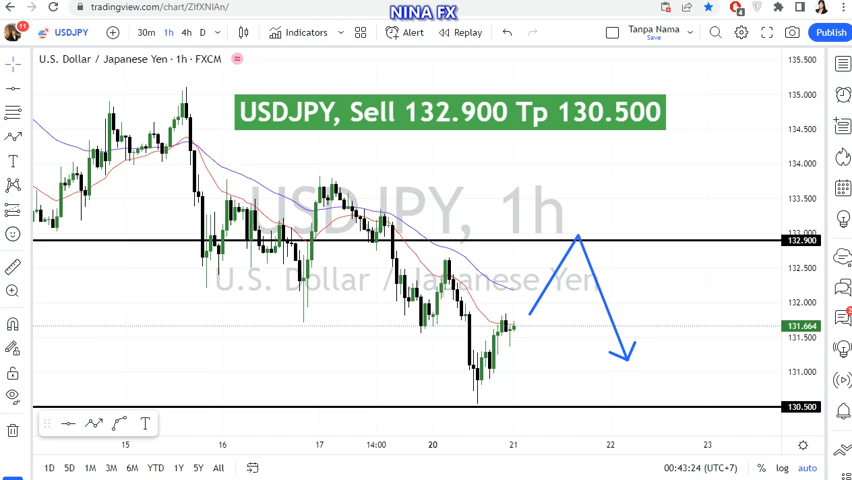 tradingview.com/chart/ZIfXNIAn/
NINA FX
4
11
USDJPY
30m 1h 4h D
Indicators
Alert
Replay
Tanpa Nama
Save
Publish
U.S. Dollar / Japanese Yen · 1h · FXCM
USDJPY, Sell 132.900 Tp 130.500
USDJPY, 1h
U.S. Dollar / Japanese Yen
135.500
135.000
134.500
134.000
133.500
133.000
132.900
132.500
132.000
131.664
131.500
131.000
130.500
15 16 17 14:00 20 21 22 23
1D 5D 1M 3M 6M YTD 1Y 5Y All
00:43:24 (UTC+7)
% log auto